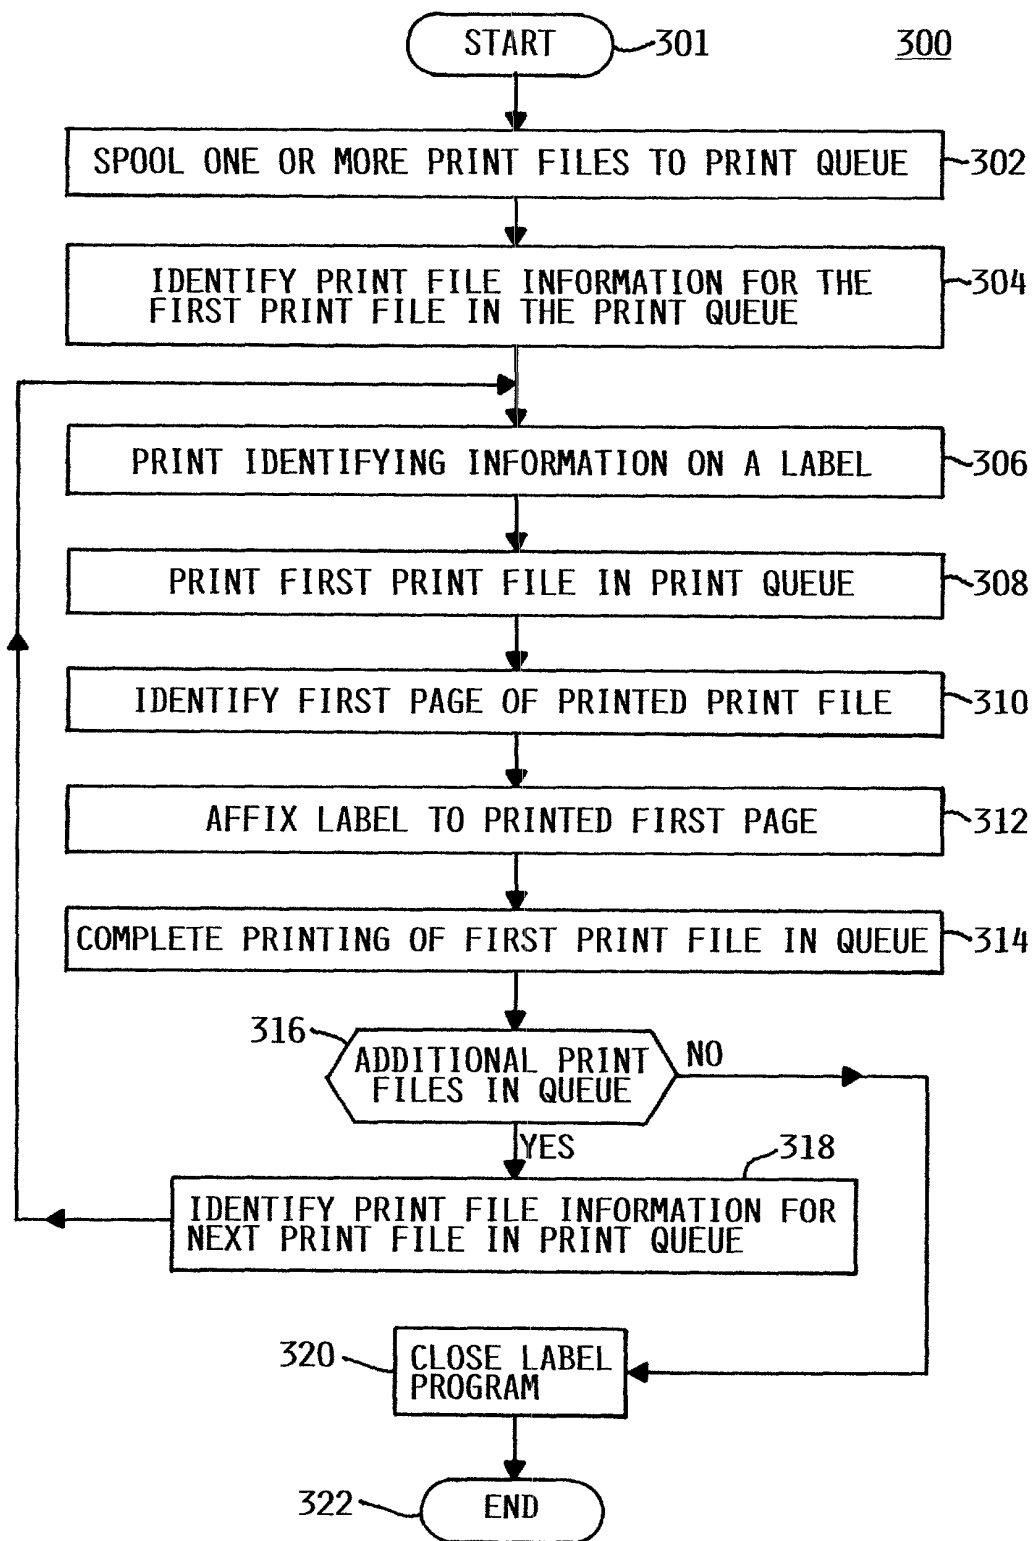 START
301
300
SPOOL ONE OR MORE PRINT FILES TO PRINT QUEUE
302
IDENTIFY PRINT FILE INFORMATION FOR THE
FIRST PRINT FILE IN THE PRINT QUEUE
304
PRINT IDENTIFYING INFORMATION ON A LABEL
306
PRINT FIRST PRINT FILE IN PRINT QUEUE
308
IDENTIFY FIRST PAGE OF PRINTED PRINT FILE
310
AFFIX LABEL TO PRINTED FIRST PAGE
312
COMPLETE PRINTING OF FIRST PRINT FILE IN QUEUE
314
316
ADDITIONAL PRINT
FILES IN QUEUE
NO
YES
318
IDENTIFY PRINT FILE INFORMATION FOR
NEXT PRINT FILE IN PRINT QUEUE
320
CLOSE LABEL
PROGRAM
322
END